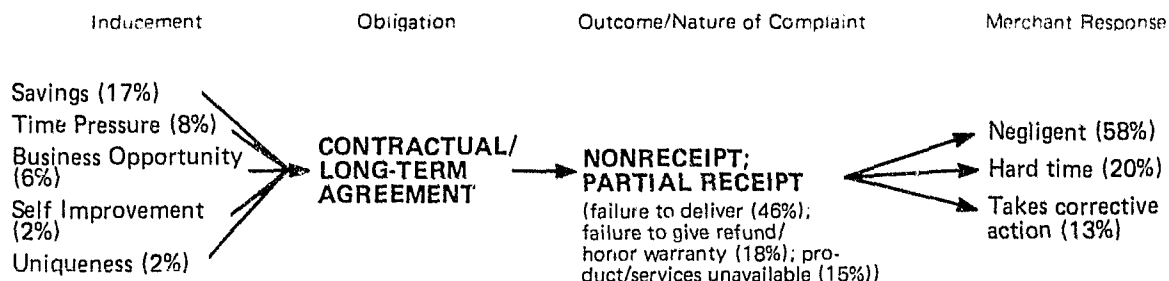 Inducement Obligation Outcome/Nature of Complaint Merchant Response
Savings (17%)
Time Pressure (8%)
Business Opportunity
(6%)
Self Improvement
(2%)
Uniqueness (2%)
CONTRACTUAL/
LONG-TERM
AGREEMENT
NONRECEIPT;
PARTIAL RECEIPT
(failure to deliver (46%);
failure to give refund/
honor warranty (18%); pro-
duct/services unavailable (15%))
Negligent (58%)
Hard time (20%)
Takes corrective
action (13%)